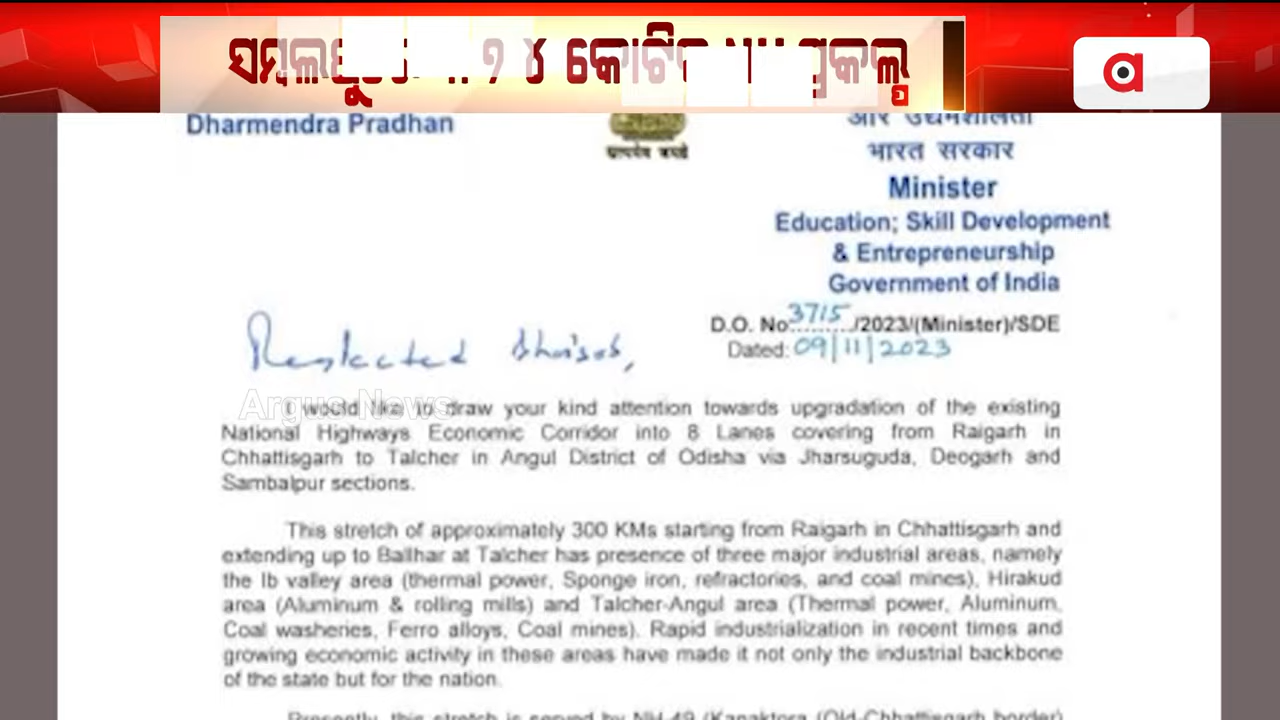 କୋଟି
Dharmendra Pradhan
सत्यमेव जयते
और उद्यमशीलता
भारत सरकार
Minister
Education; Skill Development
& Entrepreneurship
Government of India
D.O. No.3715/2023/(Minister)/SDE
Dated: 09/11/2023
Respected Bhaisab,
Argus News
I would like to draw your kind attention towards upgradation of the existing
National Highways Economic Corridor into 8 Lanes covering from Raigarh in
Chhattisgarh to Talcher in Angul District of Odisha via Jharsuguda, Deogarh and
Sambalpur sections.
This stretch of approximately 300 KMs starting from Raigarh in Chhattisgarh and
extending up to Ballhar at Talcher has presence of three major industrial areas, namely
the Ib valley area (thermal power, Sponge iron, refractories, and coal mines), Hirakud
area (Aluminum & rolling mills) and Talcher-Angul area (Thermal power, Aluminum,
Coal washeries, Ferro alloys, Coal mines). Rapid industrialization in recent times and
growing economic activity in these areas have made it not only the industrial backbone
of the state but for the nation.
Presently, this stretch is served by NH-49 (Kanaktora (Old-Chhattisgarh border)